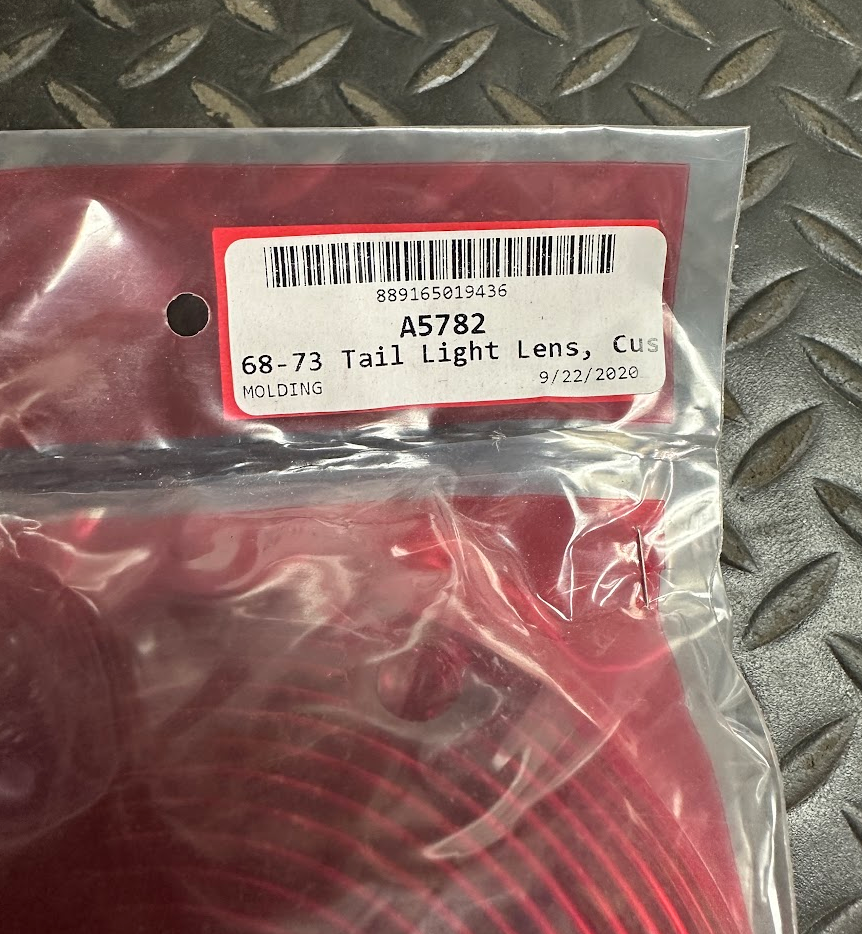 889165019436
A5782
68-73 Tail Light Lens, Cus
MOLDING 9/22/2020